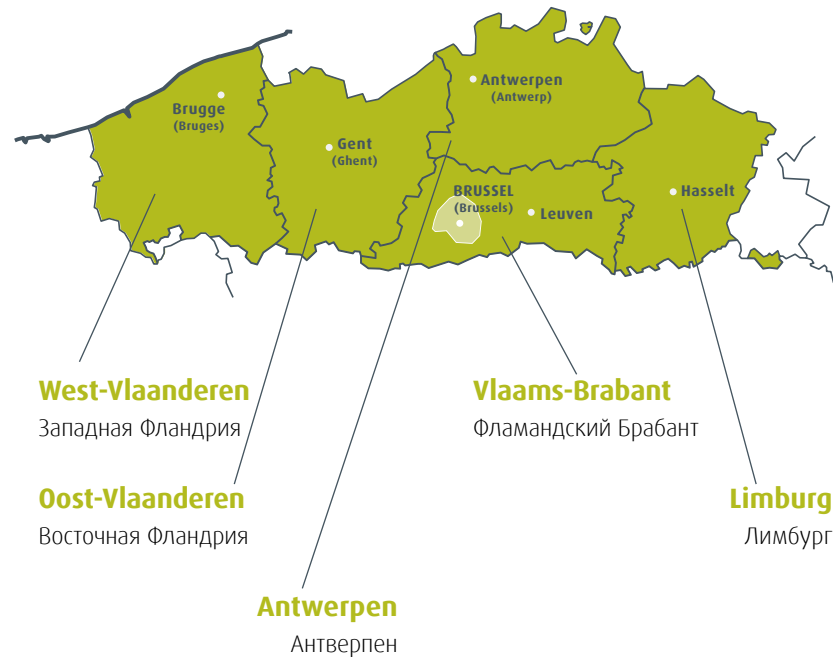 Antwerpen
(Antwerp)
Brugge
(Bruges)
Gent
(Ghent)
BRUSSEL
(Brussels)
Leuven
Hasselt
West-Vlaanderen
Западная Фландрия
Vlaams-Brabant
Фламандский Брабант
Oost-Vlaanderen
Восточная Фландрия
Limburg
Лимбург
Antwerpen
Антверпен